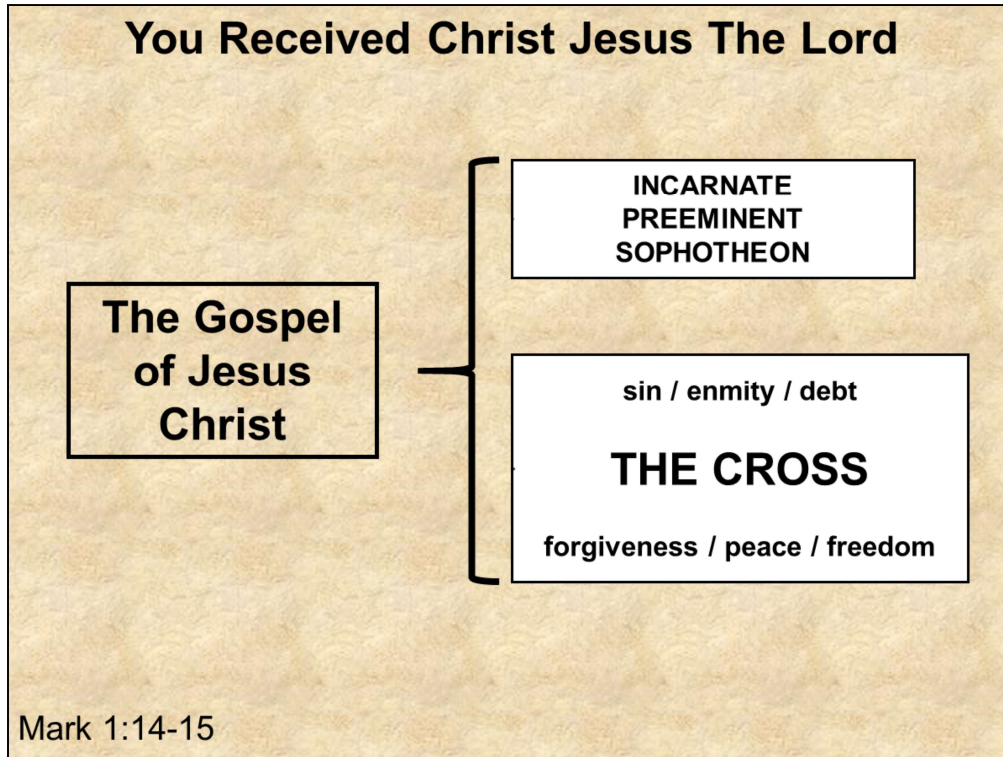 You Received Christ Jesus The Lord
The Gospel
of Jesus
Christ
INCARNATE
PREEMINENT
SOPHOTHEON
sin / enmity / debt
THE CROSS
forgiveness / peace / freedom
Mark 1:14-15